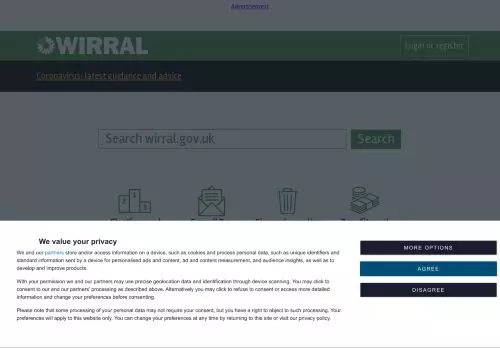 Advertisement
WIRRAL
Login or register
Coronavirus: latest guidance and advice
Search wirral.gov.uk
Search
We value your privacy
We and our partners store and/or access information on a device, such as cookies and process personal data, such as unique identifiers and
standard information sent by a device for personalised ads and content, ad and content measurement, and audience insights, as well as to
develop and improve products.
With your permission we and our partners may use precise geolocation data and identification through device scanning. You may click to
consent to our and our partners' processing as described above. Alternatively you may click to refuse to consent or access more detailed
information and change your preferences before consenting.
Please note that some processing of your personal data may not require your consent, but you have a right to object to such processing. Your
preferences will apply to this website only. You can change your preferences at any time by returning to this site or visit our privacy policy.
MORE OPTIONS
AGREE
DISAGREE